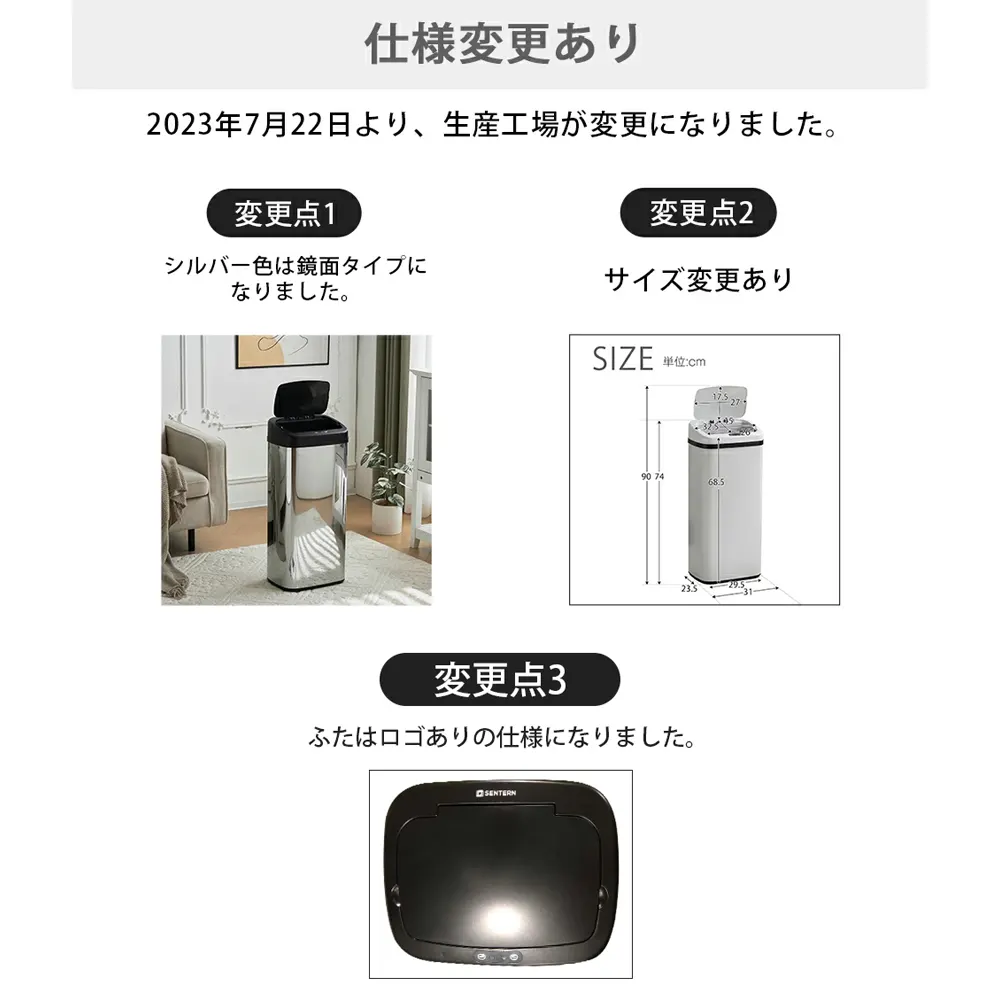 仕様変更あり
2023年7月22日より、生産工場が変更になりました。
変更点1
シルバー色は鏡面タイプに
なりました。
変更点2
サイズ変更あり
SIZE 単位:cm
17.5
27
32.5
90
74
68.5
23.5
29.5
31
変更点3
ふたはロゴありの仕様になりました。
SENTERN